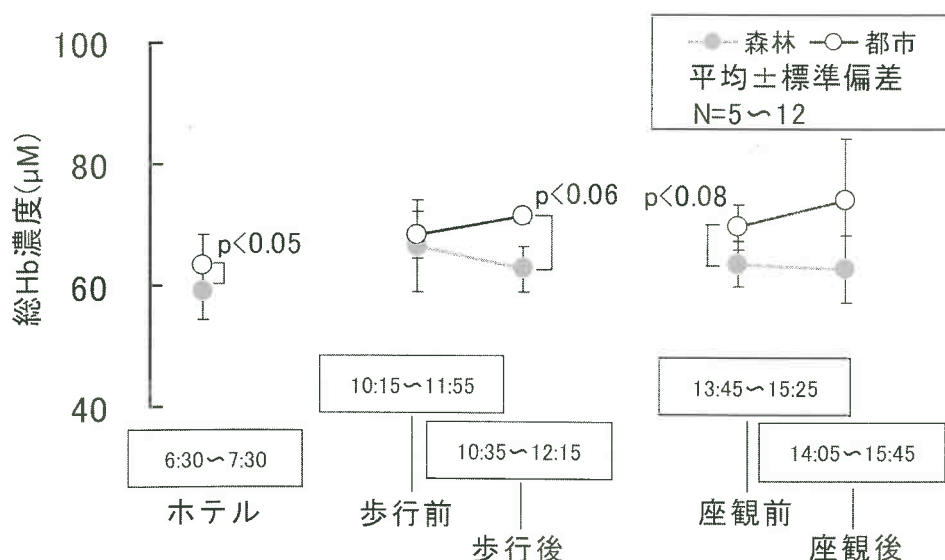 100
80
60
40
総Hb濃度(μM)
森林 都市
平均±標準偏差
N=5〜12
p<0.05
p<0.06
p<0.08
6:30〜7:30
10:15〜11:55
10:35〜12:15
13:45〜15:25
14:05〜15:45
ホテル
歩行前
歩行後
座観前
座観後